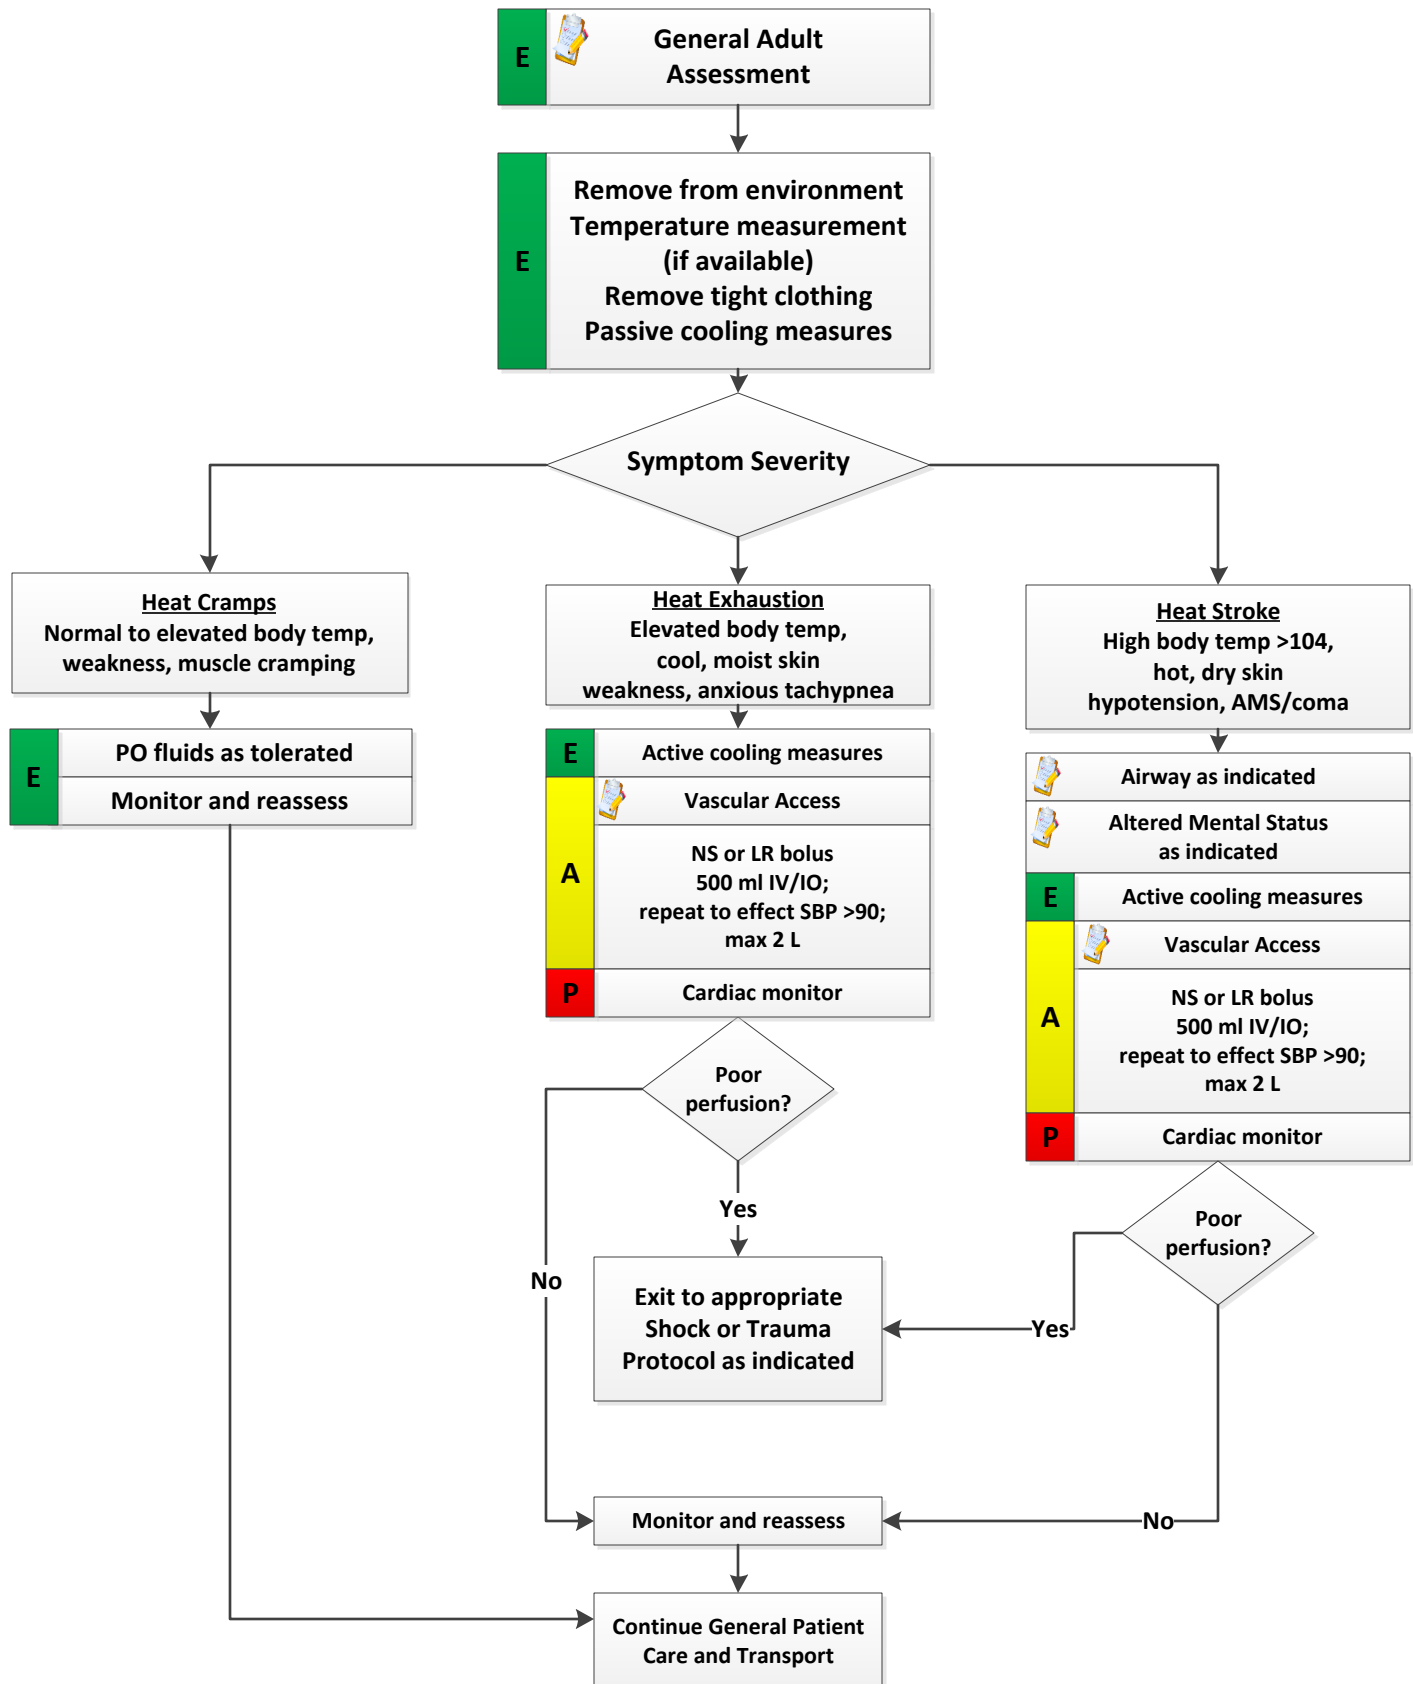 E
General Adult
Assessment
E
Remove from environment
Temperature measurement
(if available)
Remove tight clothing
Passive cooling measures
Symptom Severity
Heat Cramps
Normal to elevated body temp,
weakness, muscle cramping
E
PO fluids as tolerated
Monitor and reassess
Heat Exhaustion
Elevated body temp,
cool, moist skin
weakness, anxious tachypnea
E
Active cooling measures
A
Vascular Access
NS or LR bolus
500 ml IV/IO;
repeat to effect SBP >90;
max 2 L
P
Cardiac monitor
Poor
perfusion?
Yes
No
Exit to appropriate
Shock or Trauma
Protocol as indicated
Heat Stroke
High body temp >104,
hot, dry skin
hypotension, AMS/coma
Airway as indicated
Altered Mental Status
as indicated
E
Active cooling measures
A
Vascular Access
NS or LR bolus
500 ml IV/IO;
repeat to effect SBP >90;
max 2 L
P
Cardiac monitor
Poor
perfusion?
Yes
No
Monitor and reassess
Continue General Patient
Care and Transport